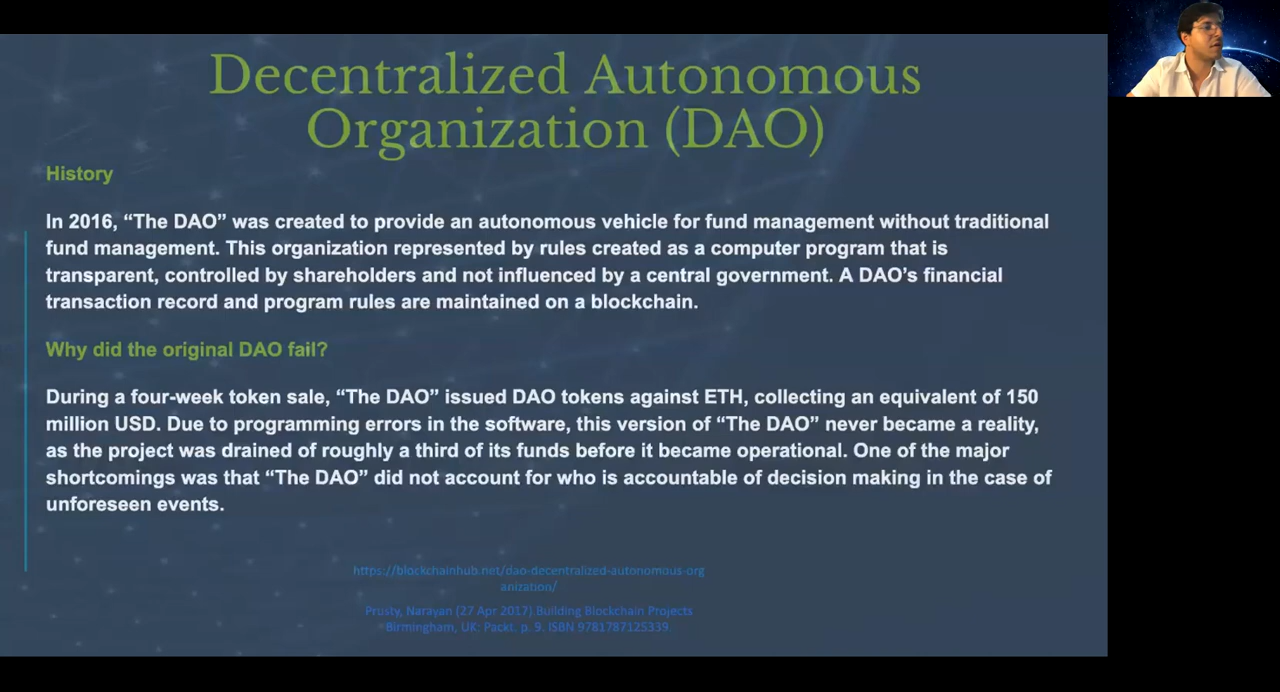 Decentralized Autonomous
Organization (DAO)
History
In 2016, “The DAO” was created to provide an autonomous vehicle for fund management without traditional
fund management. This organization represented by rules created as a computer program that is
transparent, controlled by shareholders and not influenced by a central government. A DAO’s financial
transaction record and program rules are maintained on a blockchain.
Why did the original DAO fail?
During a four-week token sale, “The DAO” issued DAO tokens against ETH, collecting an equivalent of 150
million USD. Due to programming errors in the software, this version of “The DAO” never became a reality,
as the project was drained of roughly a third of its funds before it became operational. One of the major
shortcomings was that “The DAO” did not account for who is accountable of decision making in the case of
unforeseen events.
https://blockchainhub.net/dao-decentralized-autonomous-org
anization/
Prusty, Narayan (27 Apr 2017) Building Blockchain Projects
Birmingham, UK: Packt. p. 9. ISBN 9781787125339.